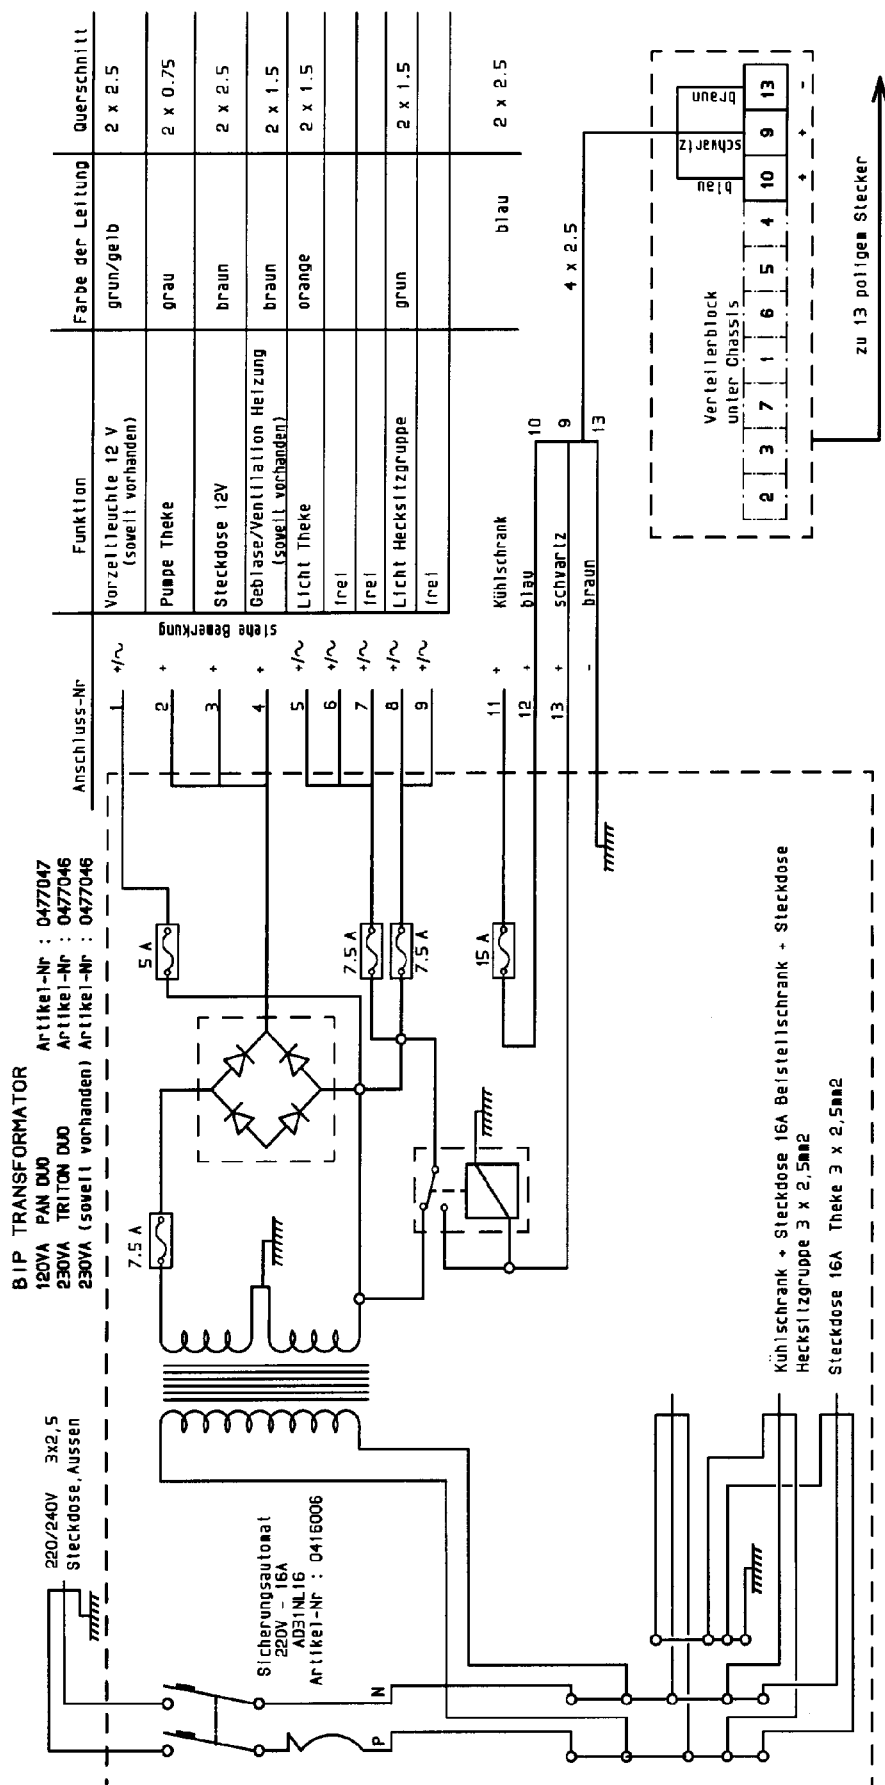 BIP TRANSFORMATOR
120VA PAN DUO Artikel-Nr : 0477047
230VA TRITON DUO Artikel-Nr : 0477046
230VA (soweit vorhanden) Artikel-Nr : 0477046
220/240V 3x2,5
Steckdose,Aussen
Sicherungsautomat
220V - 16A
AD31NL16
Artikel-Nr : 0416006
P
N
7.5 A
5 A
7.5 A
7.5 A
15 A
Anschluss-Nr Funktion Farbe der Leitung Querschnitt
1 +/~ Vorzeltleuchte 12 V grun/gelb 2 x 2.5
(soweit vorhanden)
2 + Pumpe Theke grau 2 x 0.75
3 + Steckdose 12V braun 2 x 2.5
4 + Geblase/Ventilation Heizung braun 2 x 1.5
(soweit vorhanden)
5 +/~ Licht Theke orange 2 x 1.5
6 +/~ frei
7 +/~ frei
8 +/~ Licht Hecksitzgruppe grun 2 x 1.5
9 +/~ frei
siehe Bemerkung
11 + Kühlschrank blau 2 x 2.5
12 + blau 10
13 + schwartz 9
- braun 13
4 x 2.5
Verteilerblock
unter Chassis
2 3 7 1 6 5 4 10 9 13
blau
schwartz
braun
+ + -
zu 13 poligem Stecker
Kühlschrank + Steckdose 16A Beistellschrank + Steckdose
Hecksitzgruppe 3 x 2,5mm2
Steckdose 16A Theke 3 x 2,5mm2